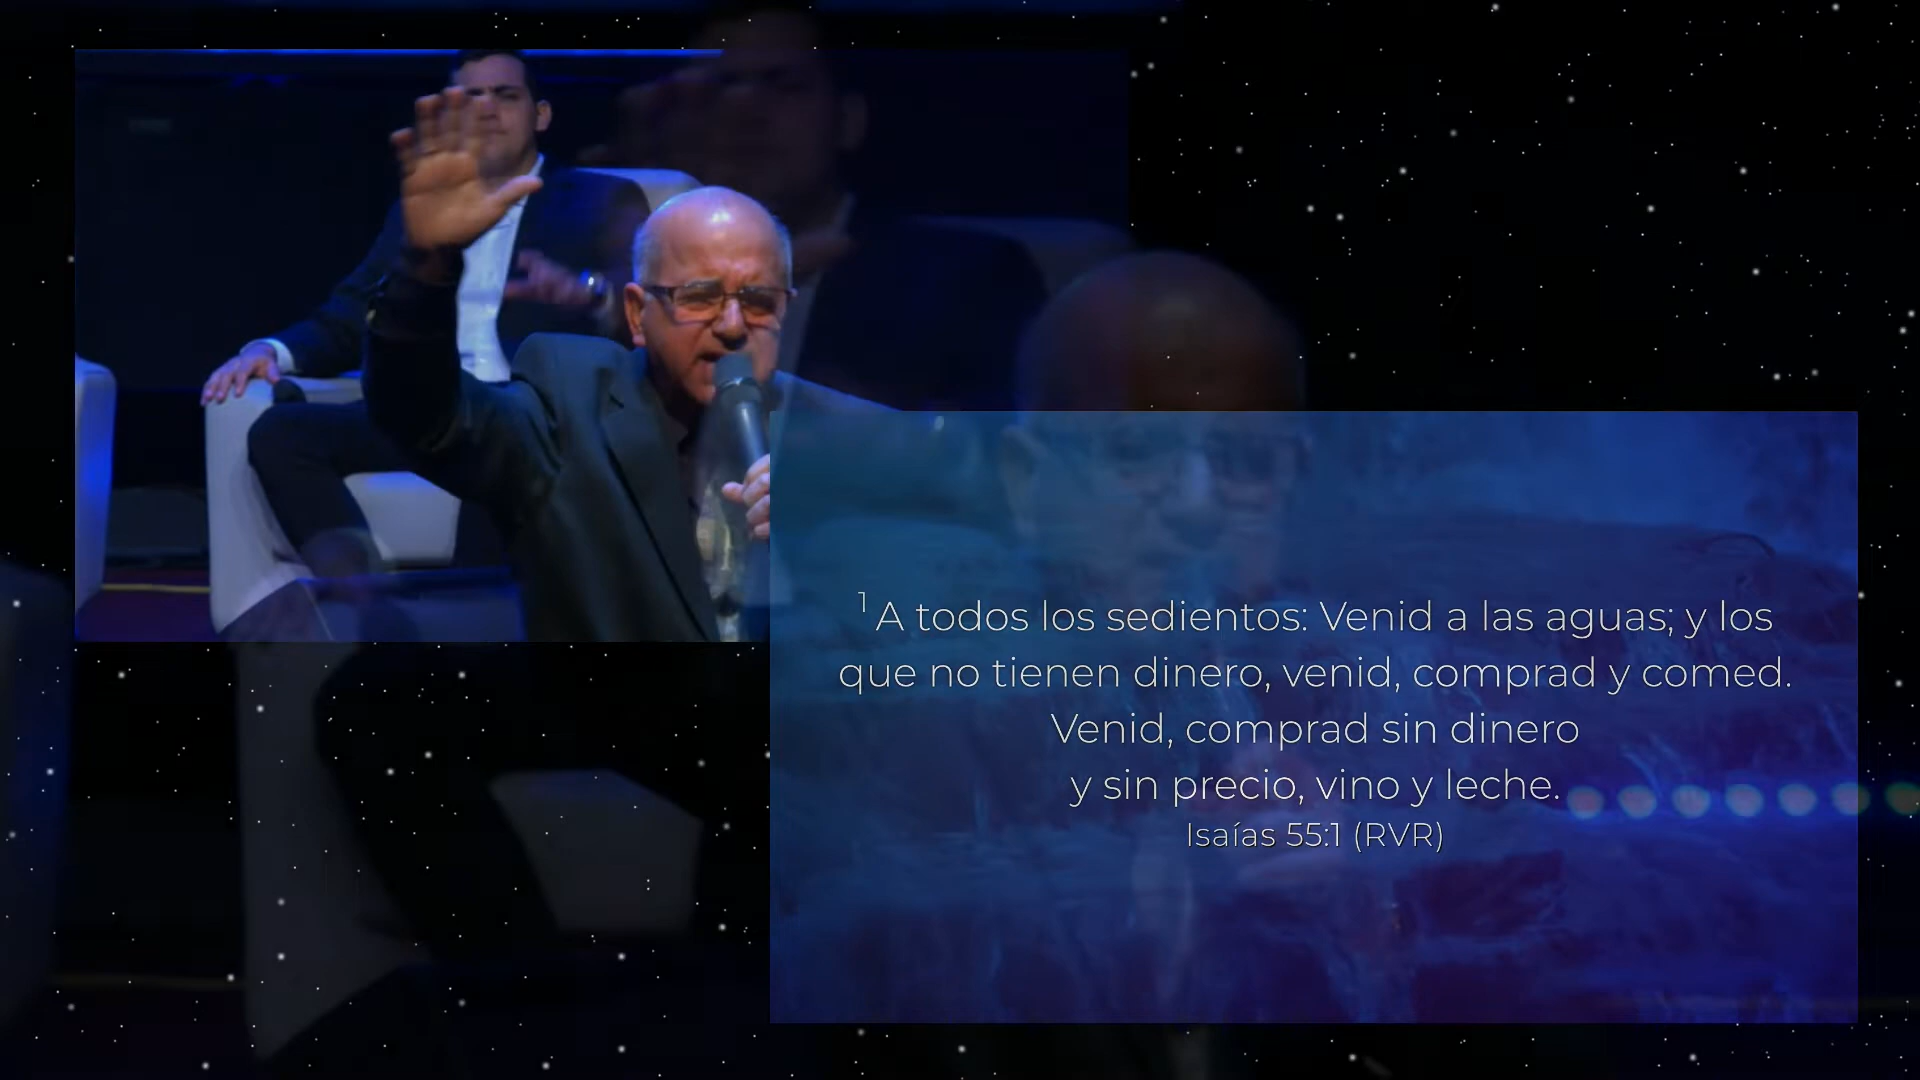 1 A todos los sedientos: Venid a las aguas; y los
que no tienen dinero, venid, comprad y comed.
Venid, comprad sin dinero
y sin precio, vino y leche.
Isaías 55:1 (RVR)